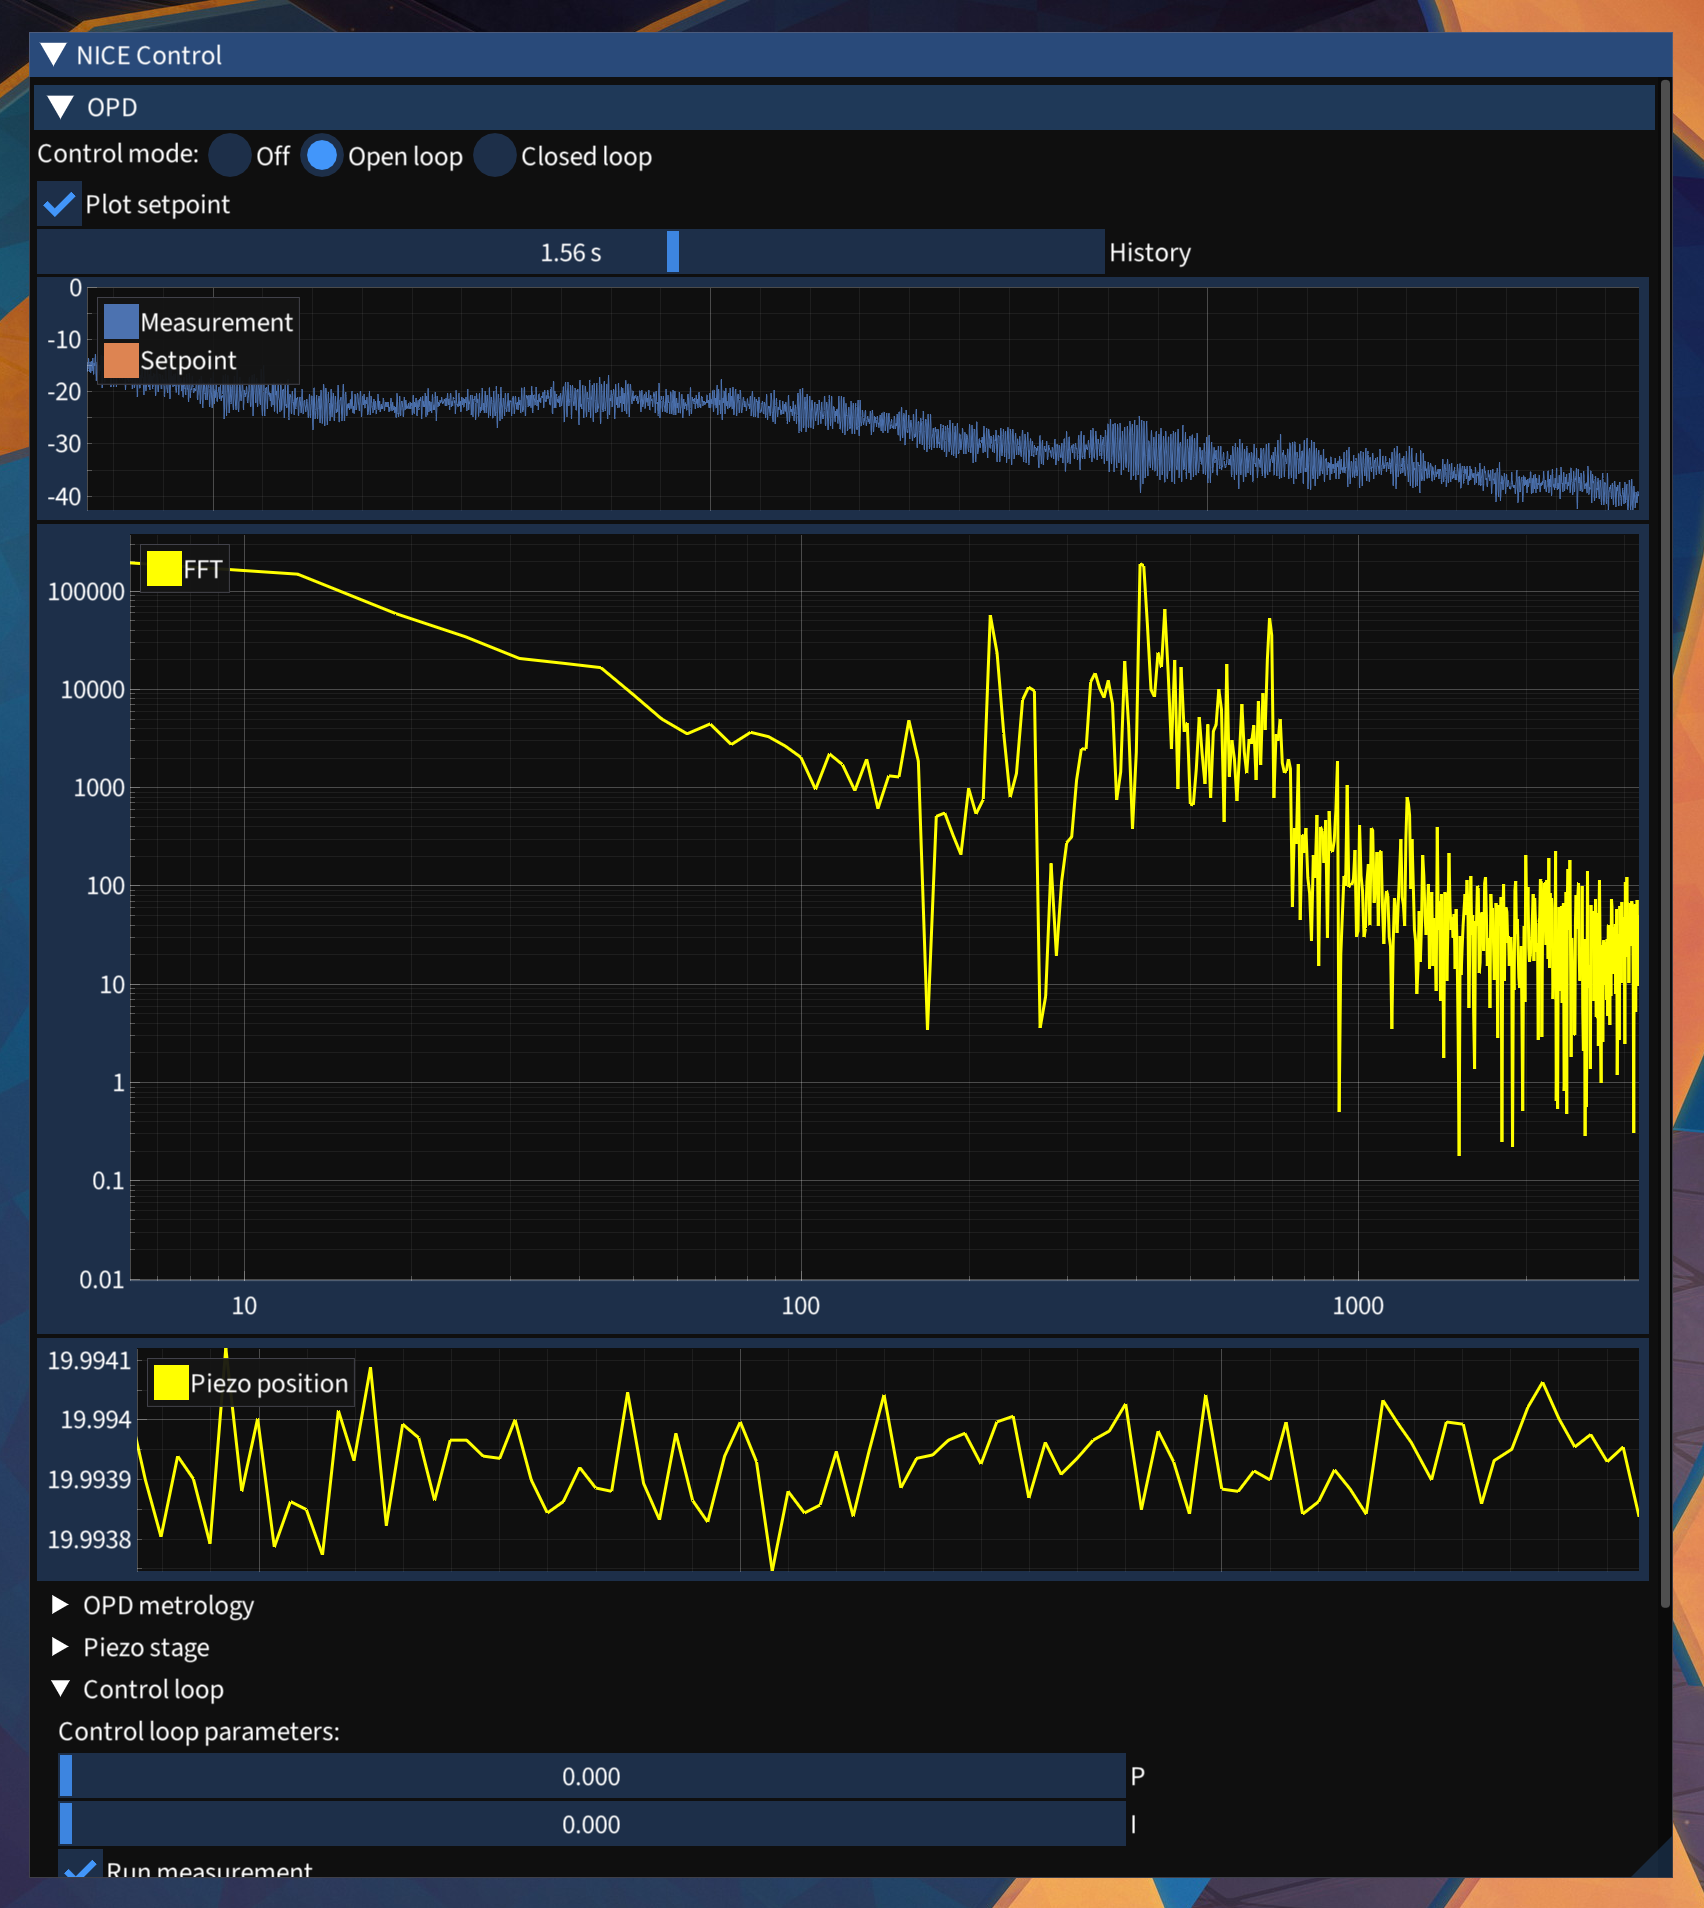 NICE Control
OPD
Control mode: Off Open loop Closed loop
Plot setpoint
1.56 s History
0
-10
-20
-30
-40
Measurement
Setpoint
FFT
100000
10000
1000
100
10
1
0.1
0.01
10 100 1000
19.9941
19.994
19.9939
19.9938
Piezo position
OPD metrology
Piezo stage
Control loop
Control loop parameters:
0.000 P
0.000 I
Run measurement